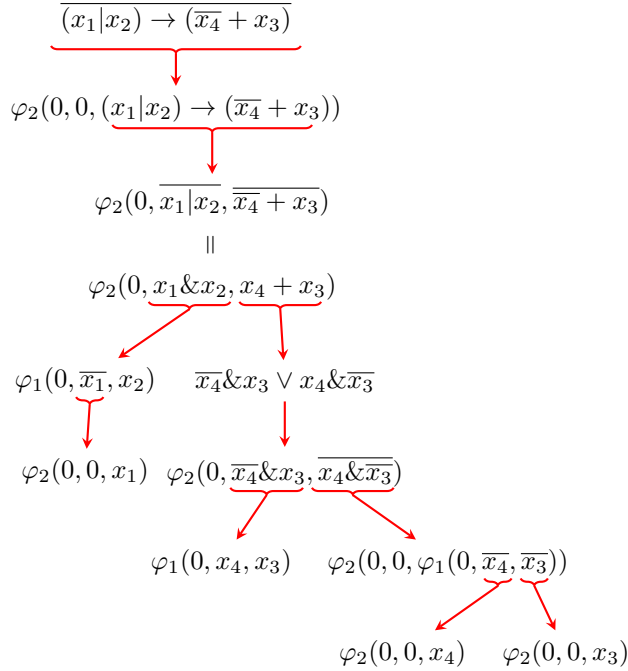 $\overline{(x_1|x_2) \to (\overline{x_4} + x_3)}$
$\varphi_2(0, 0, (x_1|x_2) \to (\overline{x_4} + x_3))$
$\varphi_2(0, \overline{x_1|x_2}, \overline{\overline{x_4} + x_3})$
=
$\varphi_2(0, x_1 \& x_2, x_4 + x_3)$
$\varphi_1(0, \overline{x_1}, x_2)$ $\overline{x_4} \& x_3 \lor x_4 \& \overline{x_3}$
$\varphi_2(0, 0, x_1)$ $\varphi_2(0, \overline{x_4} \& x_3, \overline{x_4 \& \overline{x_3}})$
$\varphi_1(0, x_4, x_3)$ $\varphi_2(0, 0, \varphi_1(0, \overline{x_4}, \overline{x_3}))$
$\varphi_2(0, 0, x_4)$ $\varphi_2(0, 0, x_3)$